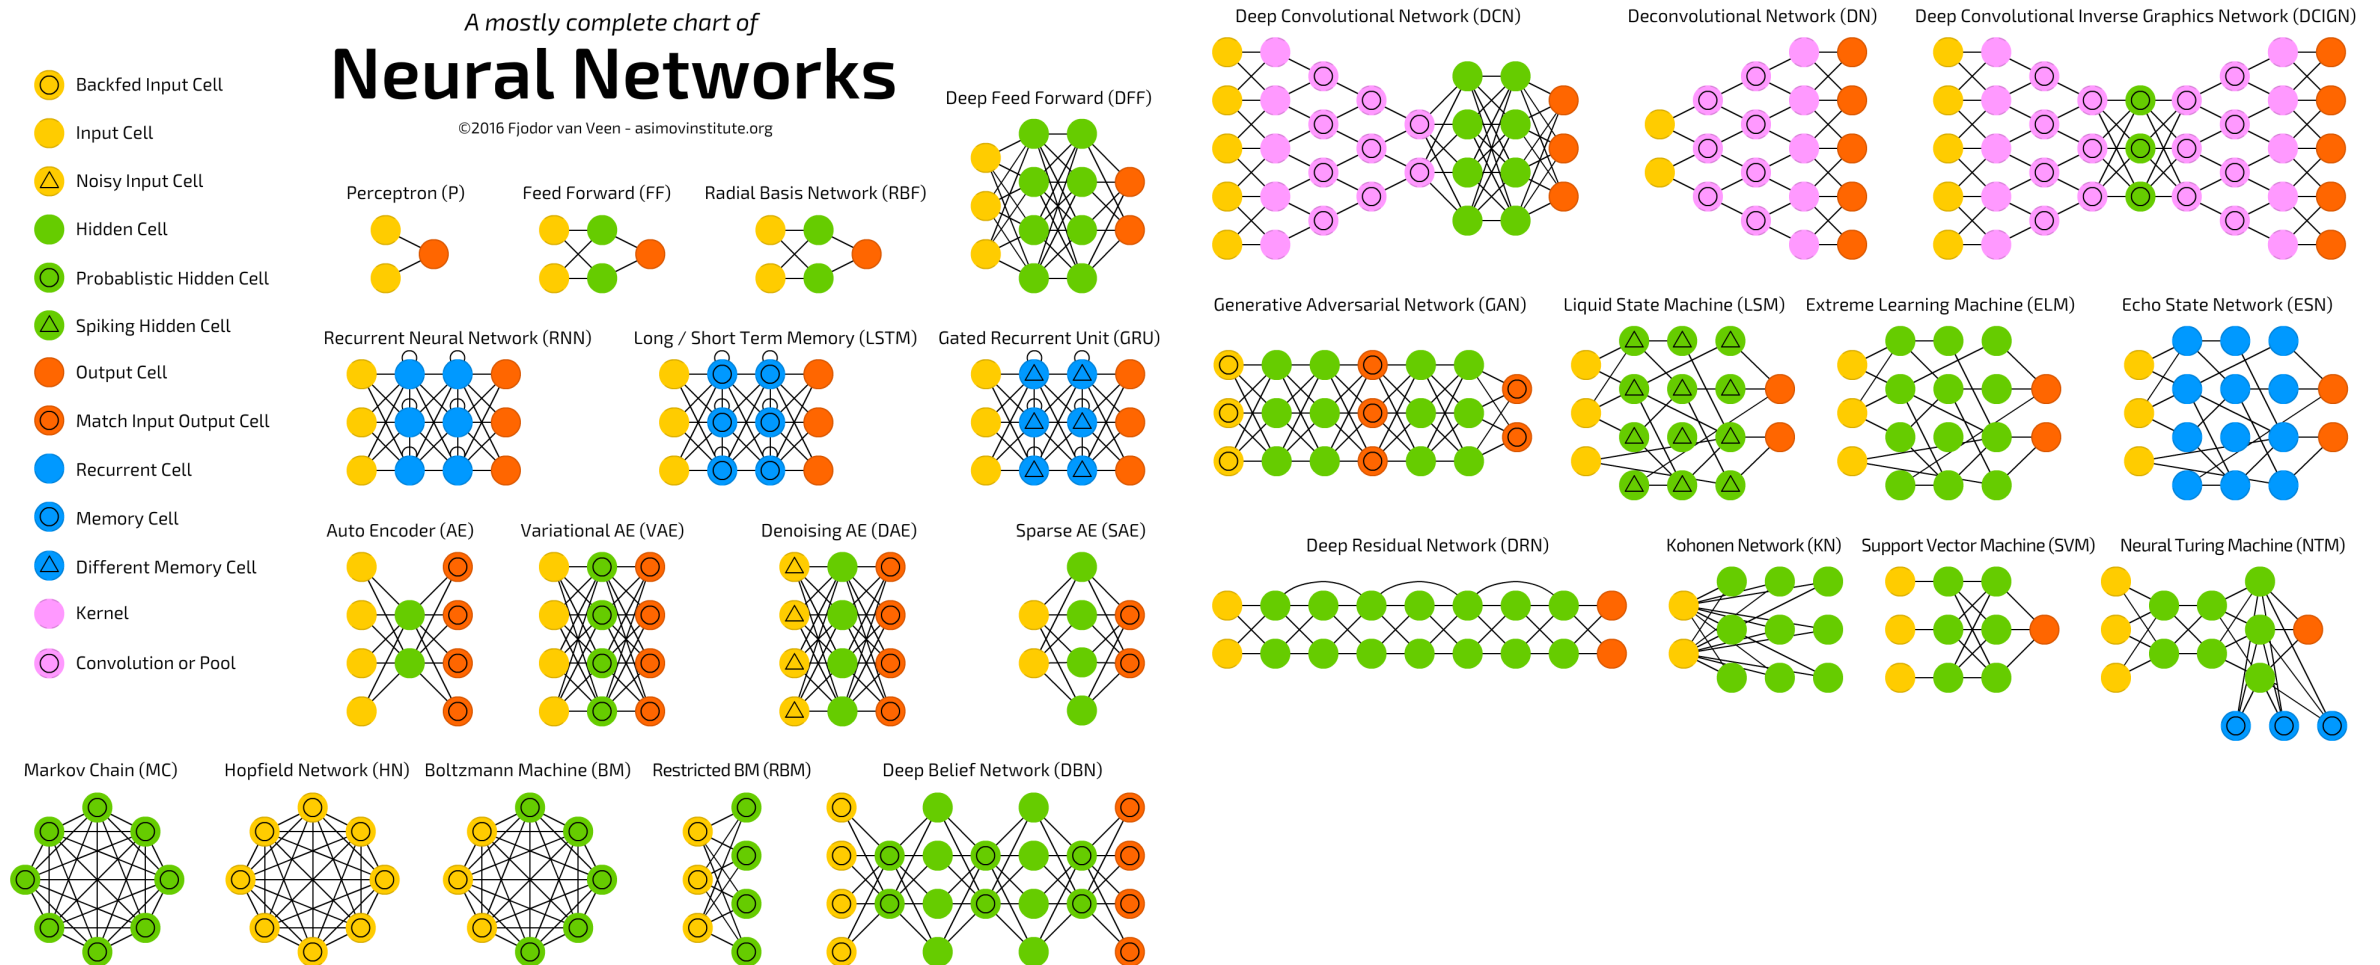 A mostly complete chart of
Neural Networks
©2016 Fjodor van Veen - asimovinstitute.org
Backfed Input Cell
Input Cell
Noisy Input Cell
Hidden Cell
Probablistic Hidden Cell
Spiking Hidden Cell
Output Cell
Match Input Output Cell
Recurrent Cell
Memory Cell
Different Memory Cell
Kernel
Convolution or Pool
Perceptron (P)
Feed Forward (FF)
Radial Basis Network (RBF)
Deep Feed Forward (DFF)
Recurrent Neural Network (RNN)
Long / Short Term Memory (LSTM)
Gated Recurrent Unit (GRU)
Auto Encoder (AE)
Variational AE (VAE)
Denoising AE (DAE)
Sparse AE (SAE)
Markov Chain (MC)
Hopfield Network (HN)
Boltzmann Machine (BM)
Restricted BM (RBM)
Deep Belief Network (DBN)
Deep Convolutional Network (DCN)
Deconvolutional Network (DN)
Deep Convolutional Inverse Graphics Network (DCIGN)
Generative Adversarial Network (GAN)
Liquid State Machine (LSM)
Extreme Learning Machine (ELM)
Echo State Network (ESN)
Deep Residual Network (DRN)
Kohonen Network (KN)
Support Vector Machine (SVM)
Neural Turing Machine (NTM)